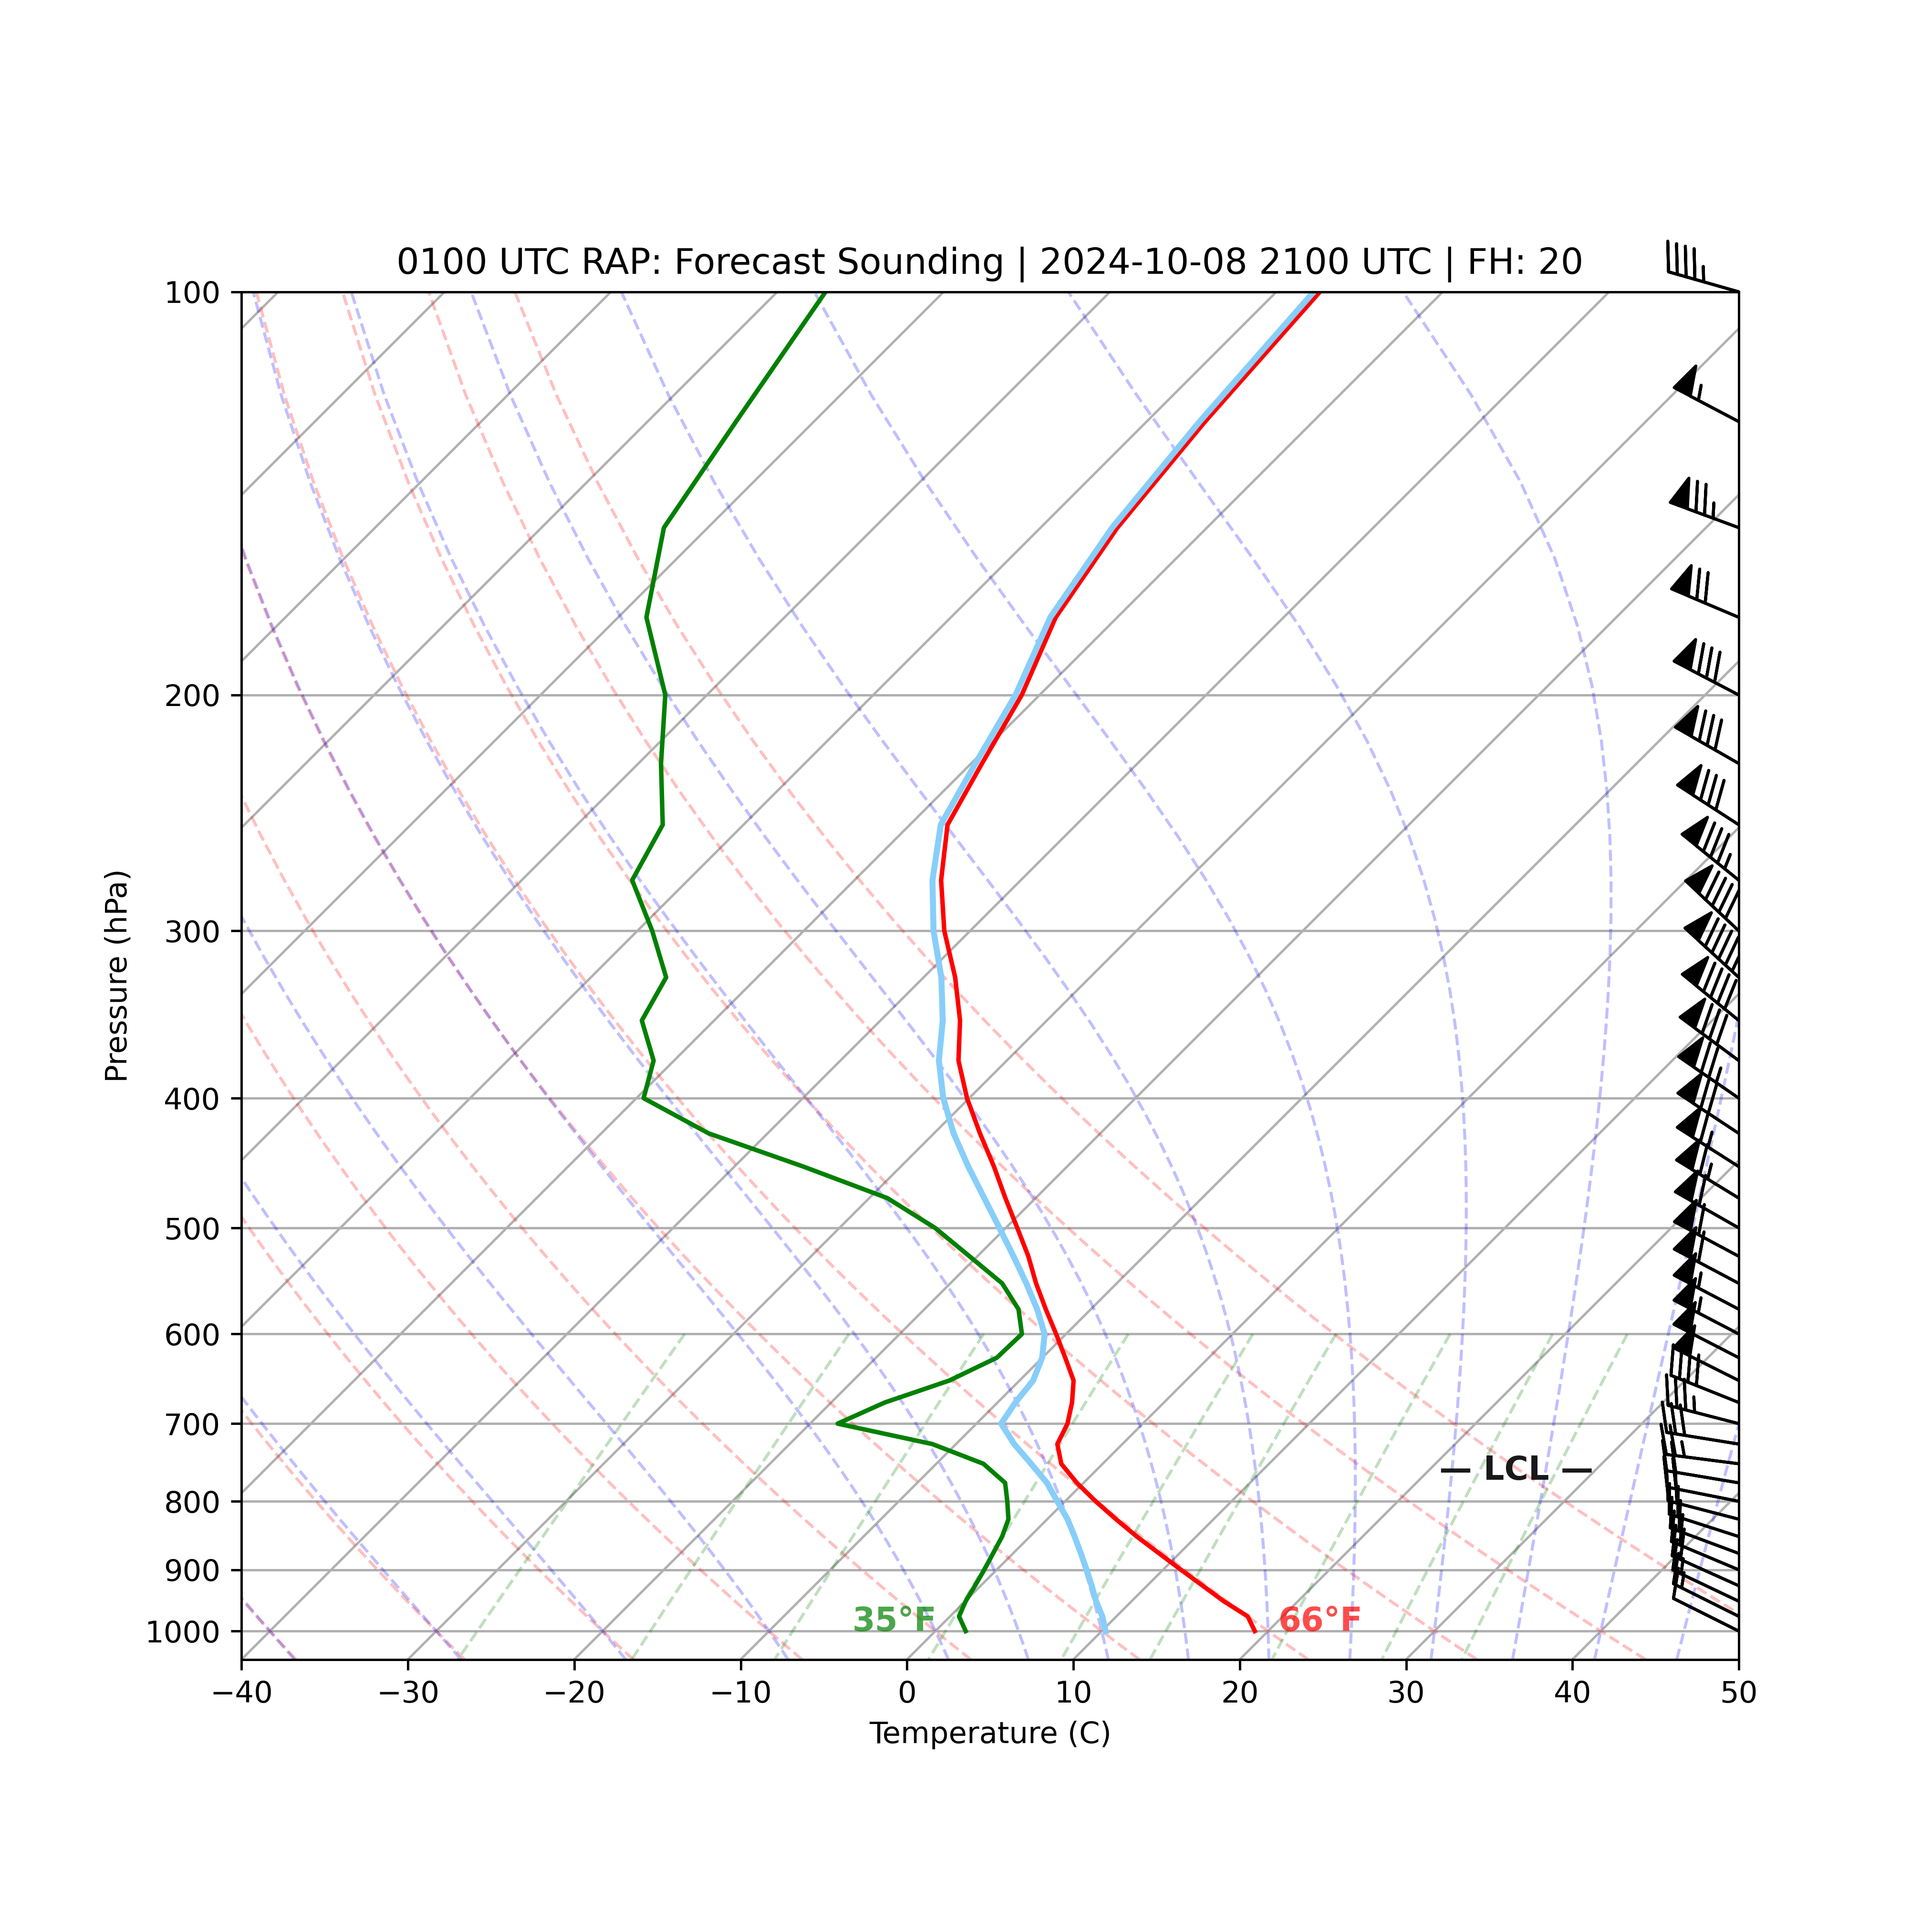 0100 UTC RAP: Forecast Sounding | 2024-10-08 2100 UTC | FH: 20
100
200
300
400
500
600
700
800
900
1000
Pressure (hPa)
— LCL —
35°F
66°F
−40 −30 −20 −10 0 10 20 30 40 50
Temperature (C)